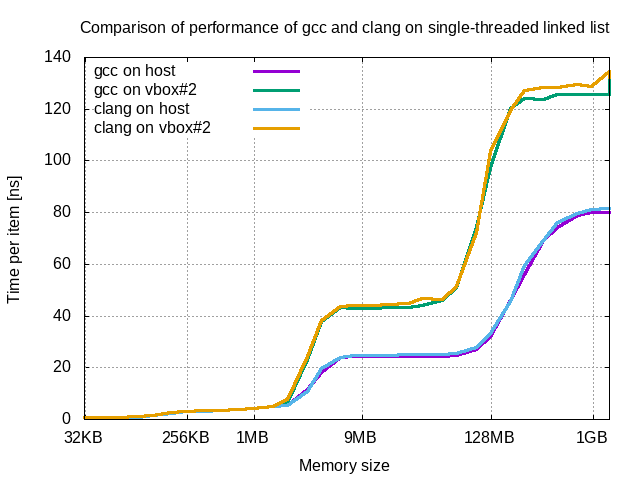 Comparison of performance of gcc and clang on single-threaded linked list
140
120
100
80
60
40
20
0
Time per item [ns]
gcc on host
gcc on vbox#2
clang on host
clang on vbox#2
32KB 256KB 1MB 9MB 128MB 1GB
Memory size